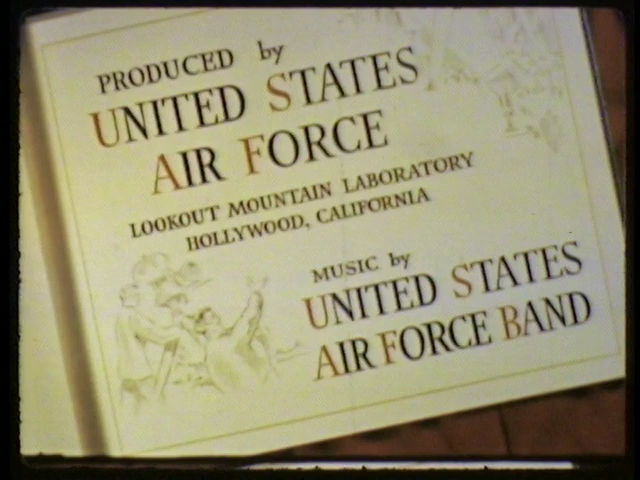 PRODUCED by
UNITED STATES
AIR FORCE
LOOKOUT MOUNTAIN LABORATORY
HOLLYWOOD, CALIFORNIA
MUSIC by
UNITED STATES
AIR FORCE BAND